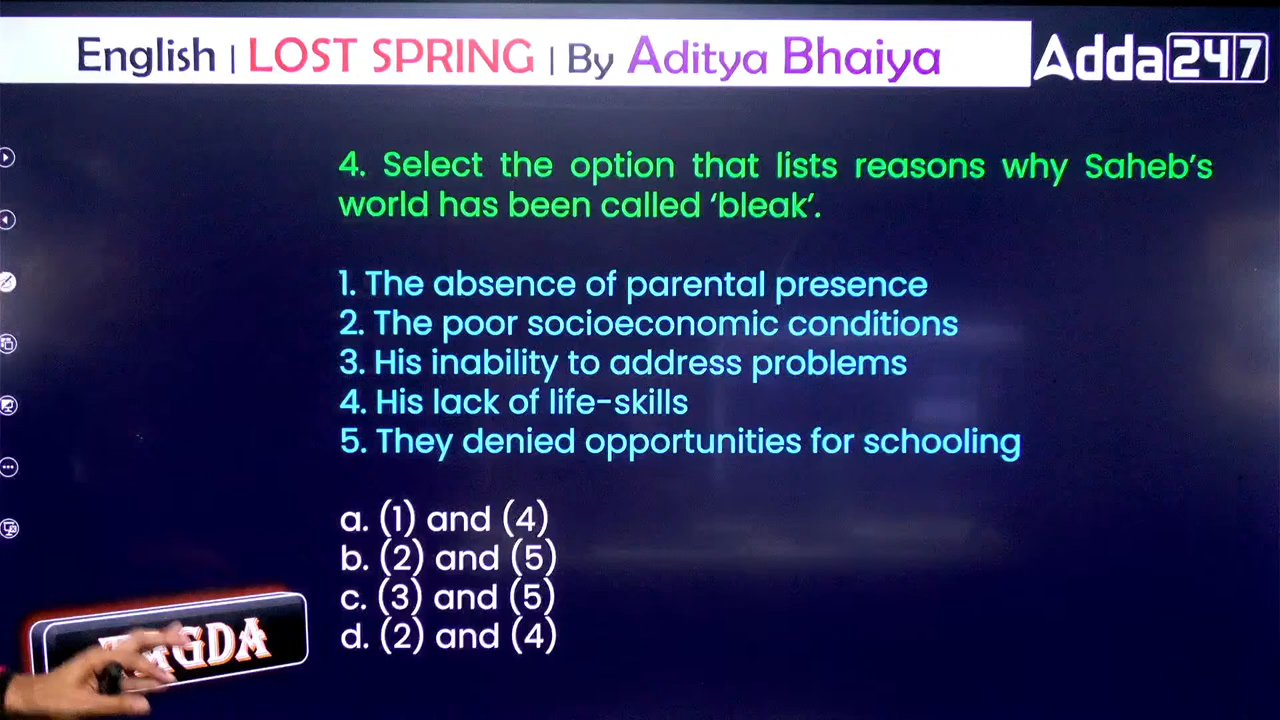 English | LOST SPRING | By Aditya Bhaiya
Adda247
4. Select the option that lists reasons why Saheb's
world has been called 'bleak'.
1. The absence of parental presence
2. The poor socioeconomic conditions
3. His inability to address problems
4. His lack of life-skills
5. They denied opportunities for schooling
a. (1) and (4)
b. (2) and (5)
c. (3) and (5)
d. (2) and (4)